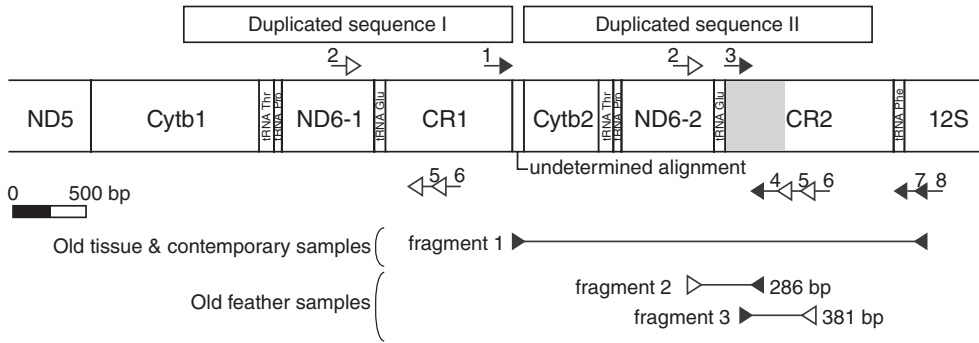 Duplicated sequence I Duplicated sequence II
2 1 2 3
ND5 Cytb1 tRNA Thr tRNA Pro ND6-1 tRNA Glu CR1 Cytb2 tRNA Thr tRNA Pro ND6-2 tRNA Glu CR2 tRNA Phe 12S
undetermined alignment
5 6 4 5 6 7 8
0 500 bp
Old tissue & contemporary samples fragment 1
Old feather samples
fragment 2 286 bp
fragment 3 381 bp